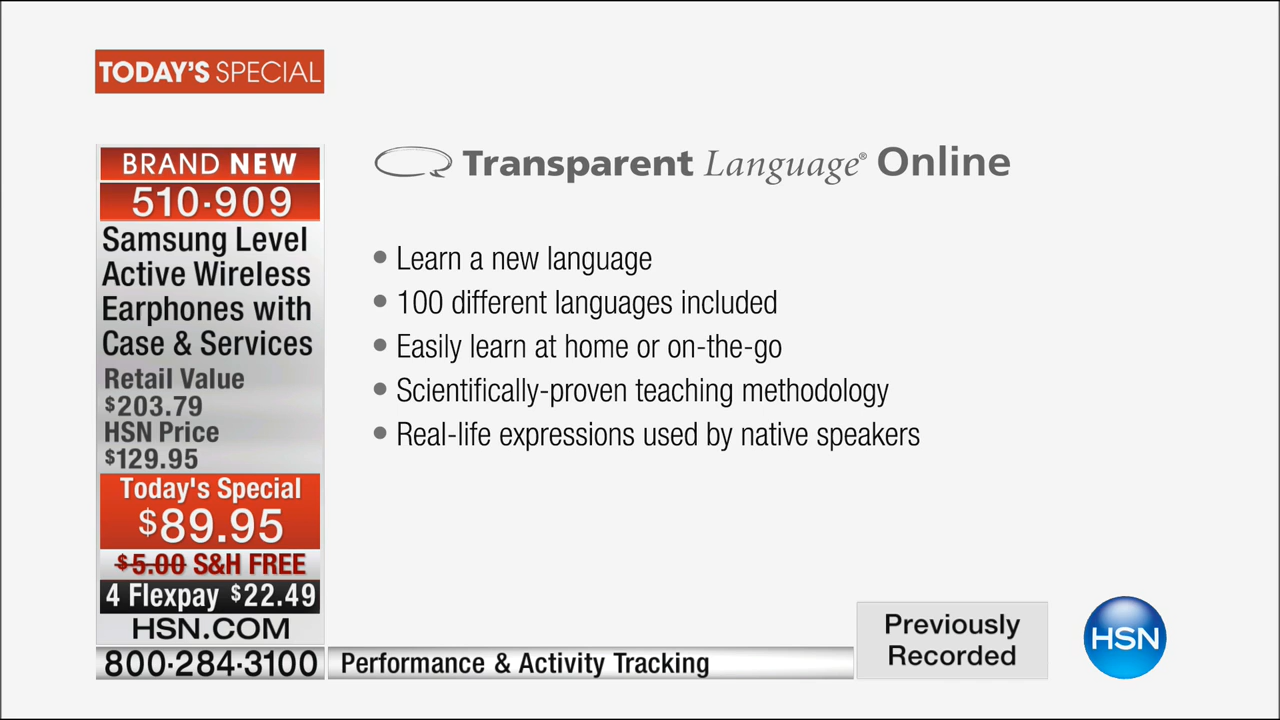 TODAY'S SPECIAL
BRAND NEW
510·909
Samsung Level
Active Wireless
Earphones with
Case & Services
Retail Value
$203.79
HSN Price
$129.95
Today's Special
$89.95
$5.00 S&H FREE
4 Flexpay $22.49
HSN.COM
800·284·3100
Transparent Language® Online
• Learn a new language
• 100 different languages included
• Easily learn at home or on-the-go
• Scientifically-proven teaching methodology
• Real-life expressions used by native speakers
Performance & Activity Tracking
Previously
Recorded
HSN